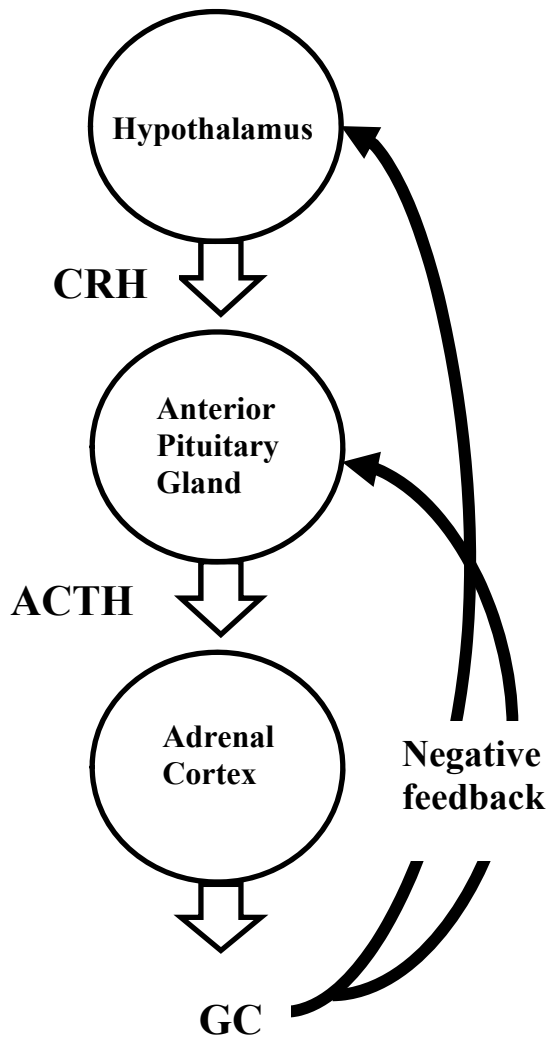 Hypothalamus
CRH
Anterior
Pituitary
Gland
ACTH
Adrenal
Cortex
Negative
feedback
GC